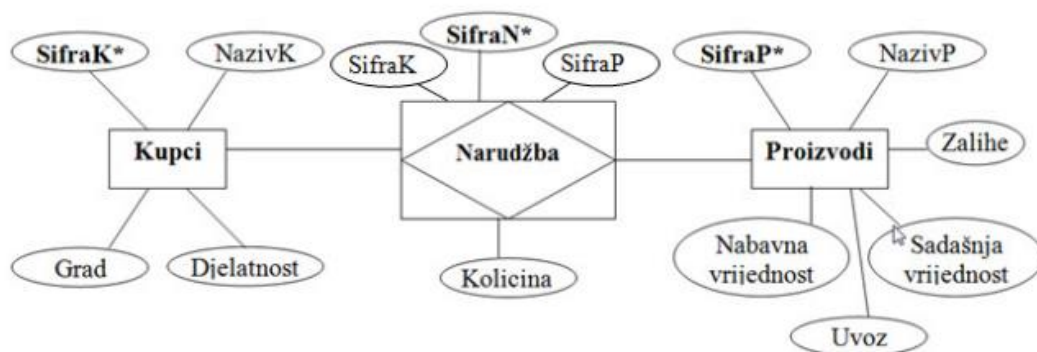 SifraK*
NazivK
SifraK
SifraN*
SifraP
SifraP*
NazivP
Kupci
Narudžba
Proizvodi
Zalihe
Grad
Djelatnost
Kolicina
Nabavna
vrijednost
Sadašnja
vrijednost
Uvoz